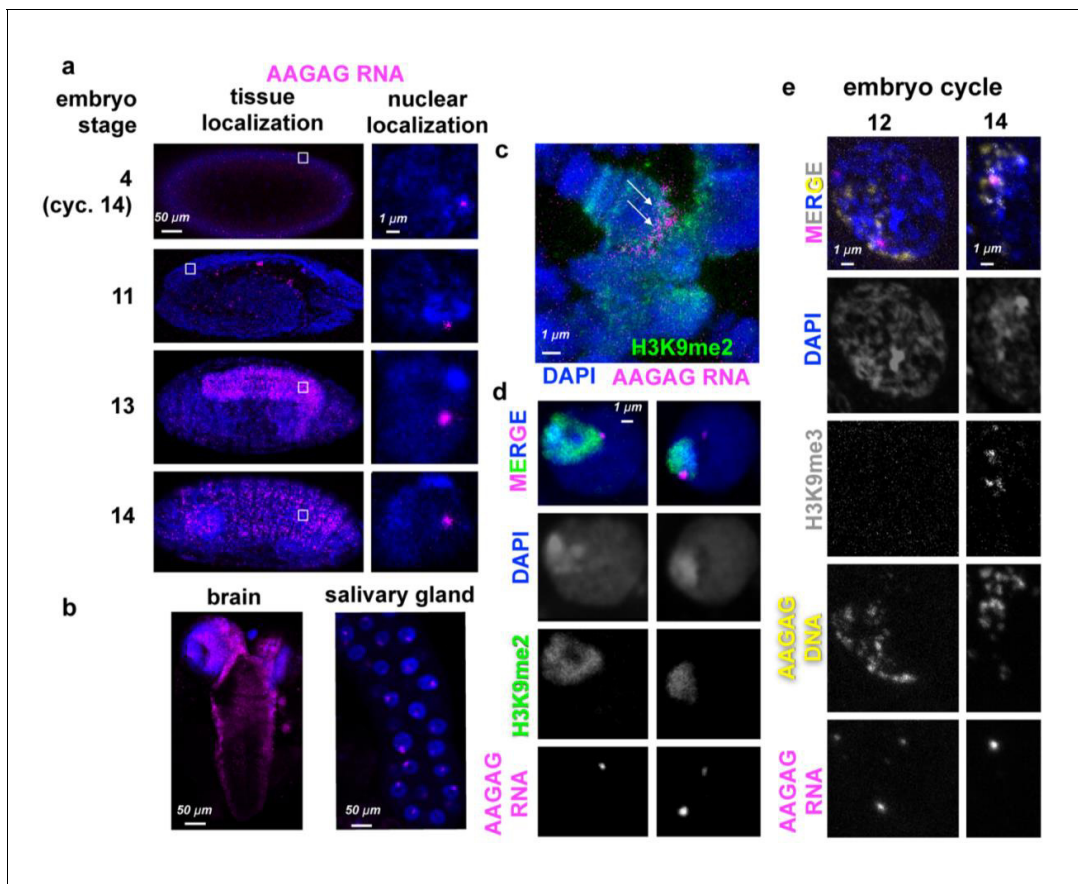 a
AAGAG RNA
embryo stage
tissue localization
nuclear localization
4
(cyc. 14)
50 µm
1 µm
11
13
14
b
brain
salivary gland
50 µm
50 µm
c
1 µm
H3K9me2
DAPI AAGAG RNA
d
MERGE
1 µm
DAPI
H3K9me2
AAGAG
RNA
e
embryo cycle
12 14
MERGE
1 µm
1 µm
DAPI
H3K9me3
AAGAG
DNA
AAGAG
RNA